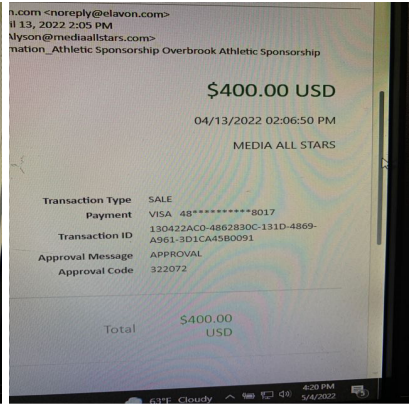 n.com <noreply@elavon.com>
il 13, 2022 2:05 PM
Alyson@mediaallstars.com>
mation_Athletic Sponsorship Overbrook Athletic Sponsorship
$400.00 USD
04/13/2022 02:06:50 PM
MEDIA ALL STARS
Transaction Type SALE
Payment VISA 48**********8017
Transaction ID 130422AC0-4862830C-131D-4869-
A961-3D1CA45B0091
Approval Message APPROVAL
Approval Code 322072
Total $400.00
USD
63°F Cloudy
4:20 PM
5/4/2022